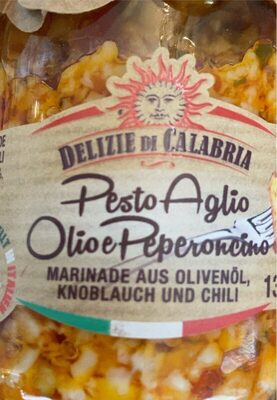 DELIZIE DI CALABRIA
Pesto Aglio
Olio e Peperoncino
MARINADE AUS OLIVENÖL,
KNOBLAUCH UND CHILI